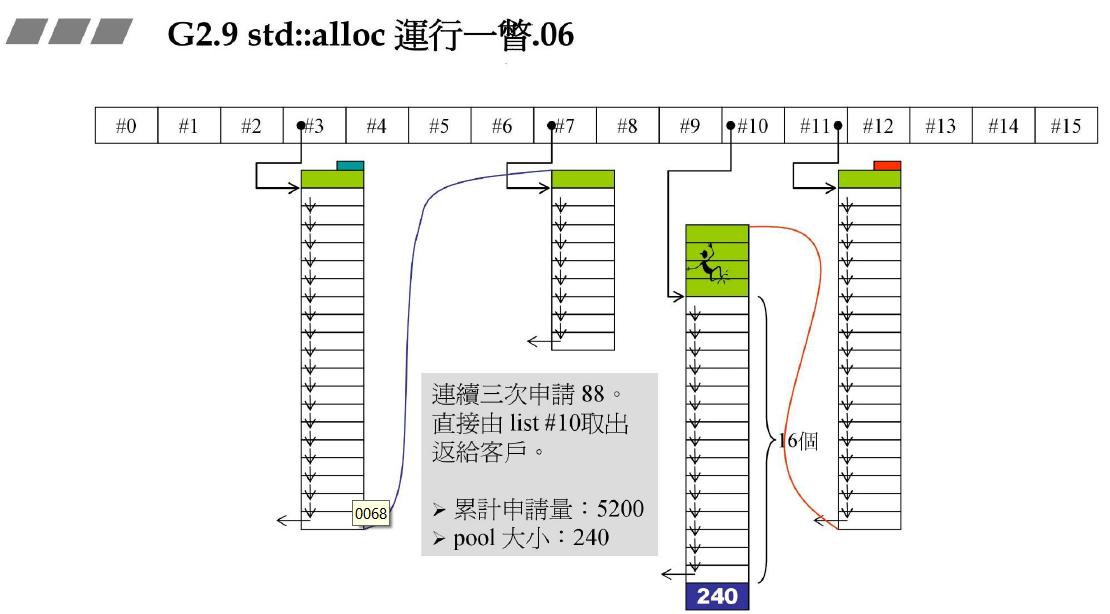 G2.9 std::alloc 運行一瞥.06
#0 #1 #2 #3 #4 #5 #6 #7 #8 #9 #10 #11 #12 #13 #14 #15
連續三次申請 88。
直接由 list #10取出
返給客戶。
16個
➢ 累計申請量：5200
0068
➢ pool 大小：240
240